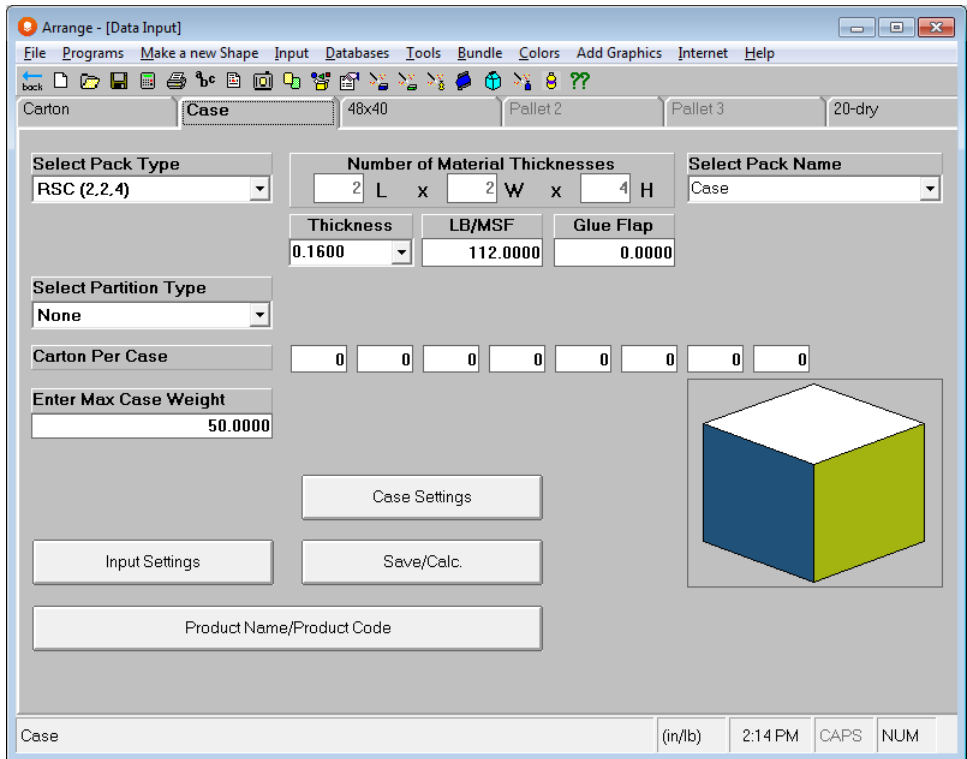 Arrange - [Data Input]
File Programs Make a new Shape Input Databases Tools Bundle Colors Add Graphics Internet Help
back abc ??
Carton Case 48x40 Pallet 2 Pallet 3 20-dry
Select Pack Type Number of Material Thicknesses Select Pack Name
RSC (2,2,4) 2 L x 2 W x 4 H Case
Thickness LB/MSF Glue Flap
0.1600 112.0000 0.0000
Select Partition Type
None
Carton Per Case 0 0 0 0 0 0 0 0
Enter Max Case Weight
50.0000
Case Settings
Input Settings Save/Calc.
Product Name/Product Code
Case (in/lb) 2:14 PM CAPS NUM